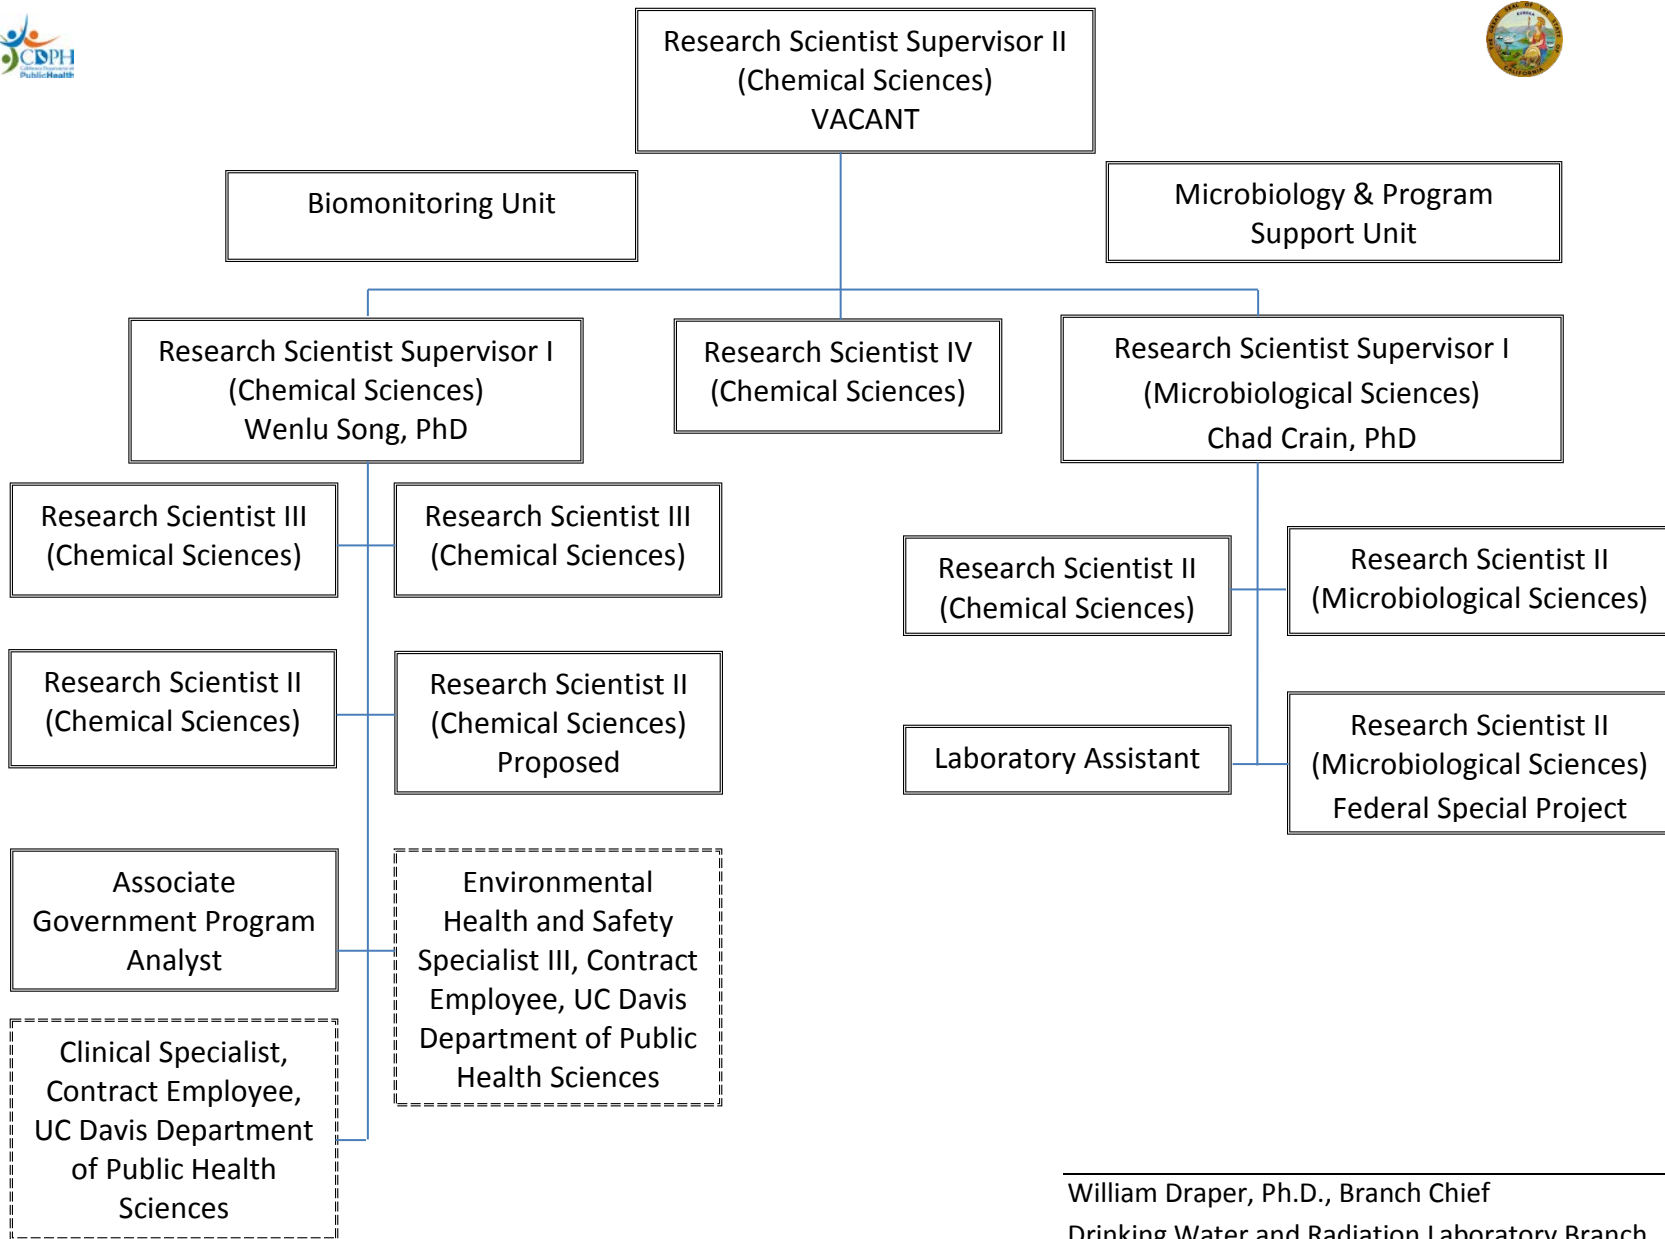 CDPH
PublicHealth
Research Scientist Supervisor II
(Chemical Sciences)
VACANT
Biomonitoring Unit
Microbiology & Program
Support Unit
Research Scientist Supervisor I
(Chemical Sciences)
Wenlu Song, PhD
Research Scientist IV
(Chemical Sciences)
Research Scientist Supervisor I
(Microbiological Sciences)
Chad Crain, PhD
Research Scientist III
(Chemical Sciences)
Research Scientist III
(Chemical Sciences)
Research Scientist II
(Chemical Sciences)
Research Scientist II
(Microbiological Sciences)
Research Scientist II
(Chemical Sciences)
Research Scientist II
(Chemical Sciences)
Proposed
Laboratory Assistant
Research Scientist II
(Microbiological Sciences)
Federal Special Project
Associate
Government Program
Analyst
Environmental
Health and Safety
Specialist III, Contract
Employee, UC Davis
Department of Public
Health Sciences
Clinical Specialist,
Contract Employee,
UC Davis Department
of Public Health
Sciences
William Draper, Ph.D., Branch Chief
Drinking Water and Radiation Laboratory Branch